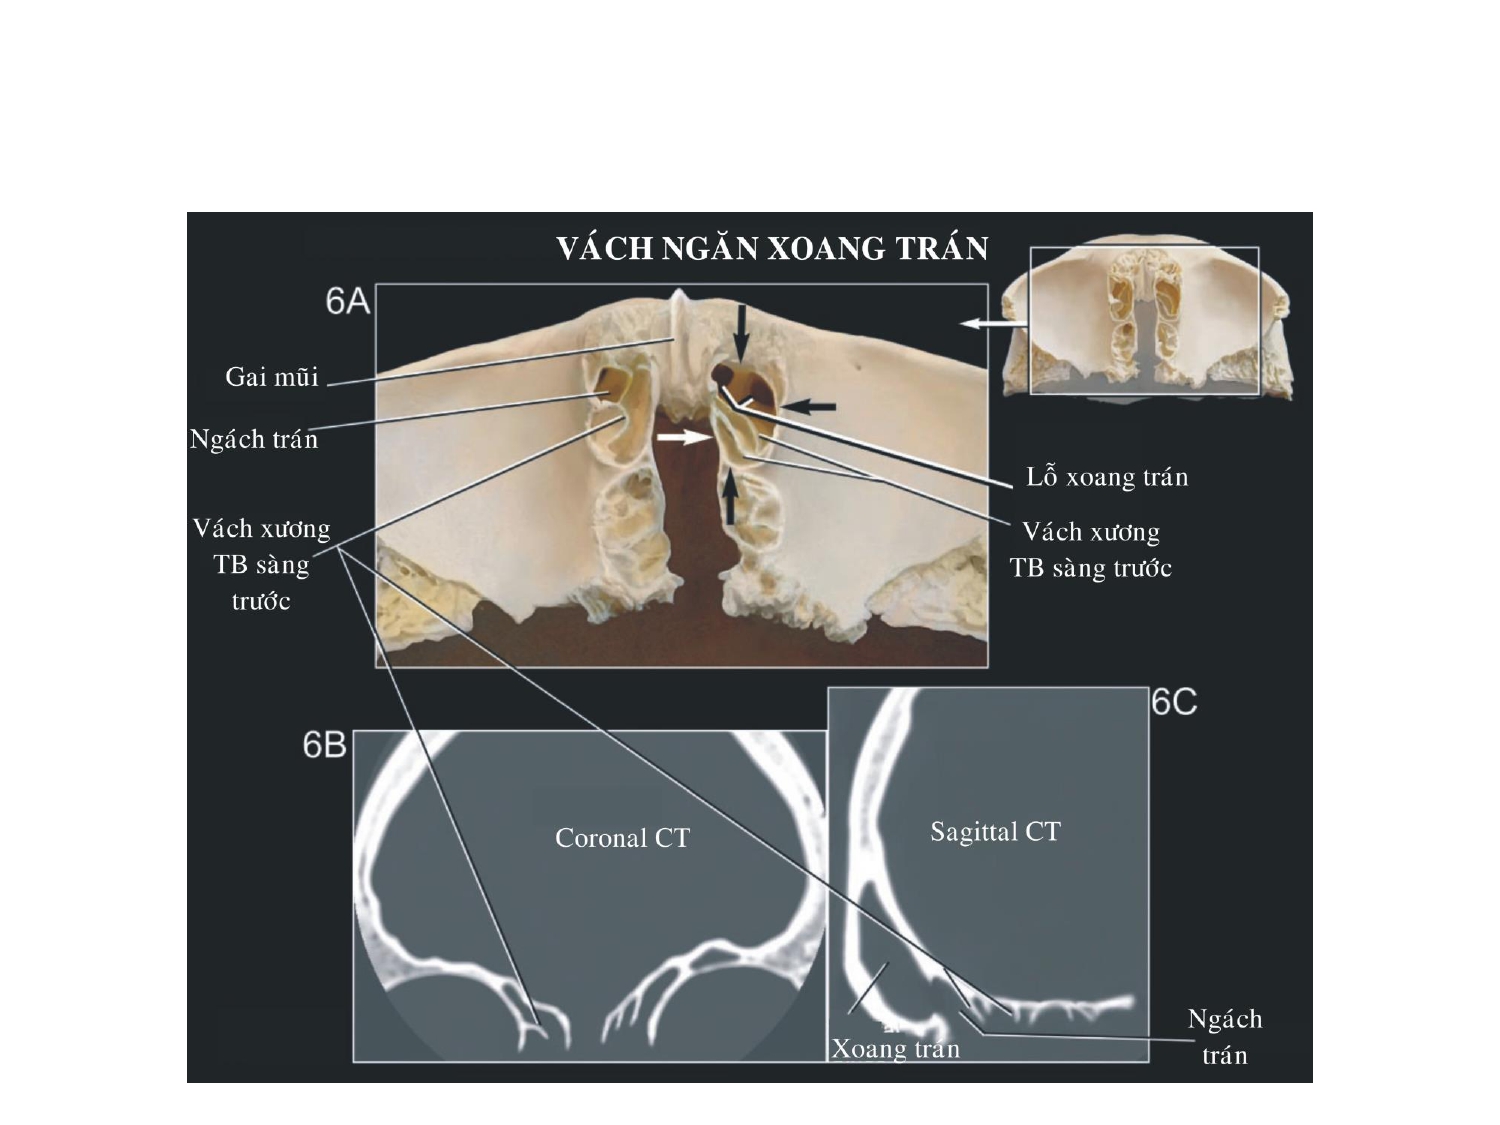 VÁCH NGĂN XOANG TRÁN
6A
Gai mũi
Ngách trán
Vách xương
TB sàng
trước
Lỗ xoang trán
Vách xương
TB sàng trước
6B
Coronal CT
6C
Sagittal CT
Xoang trán
Ngách
trán